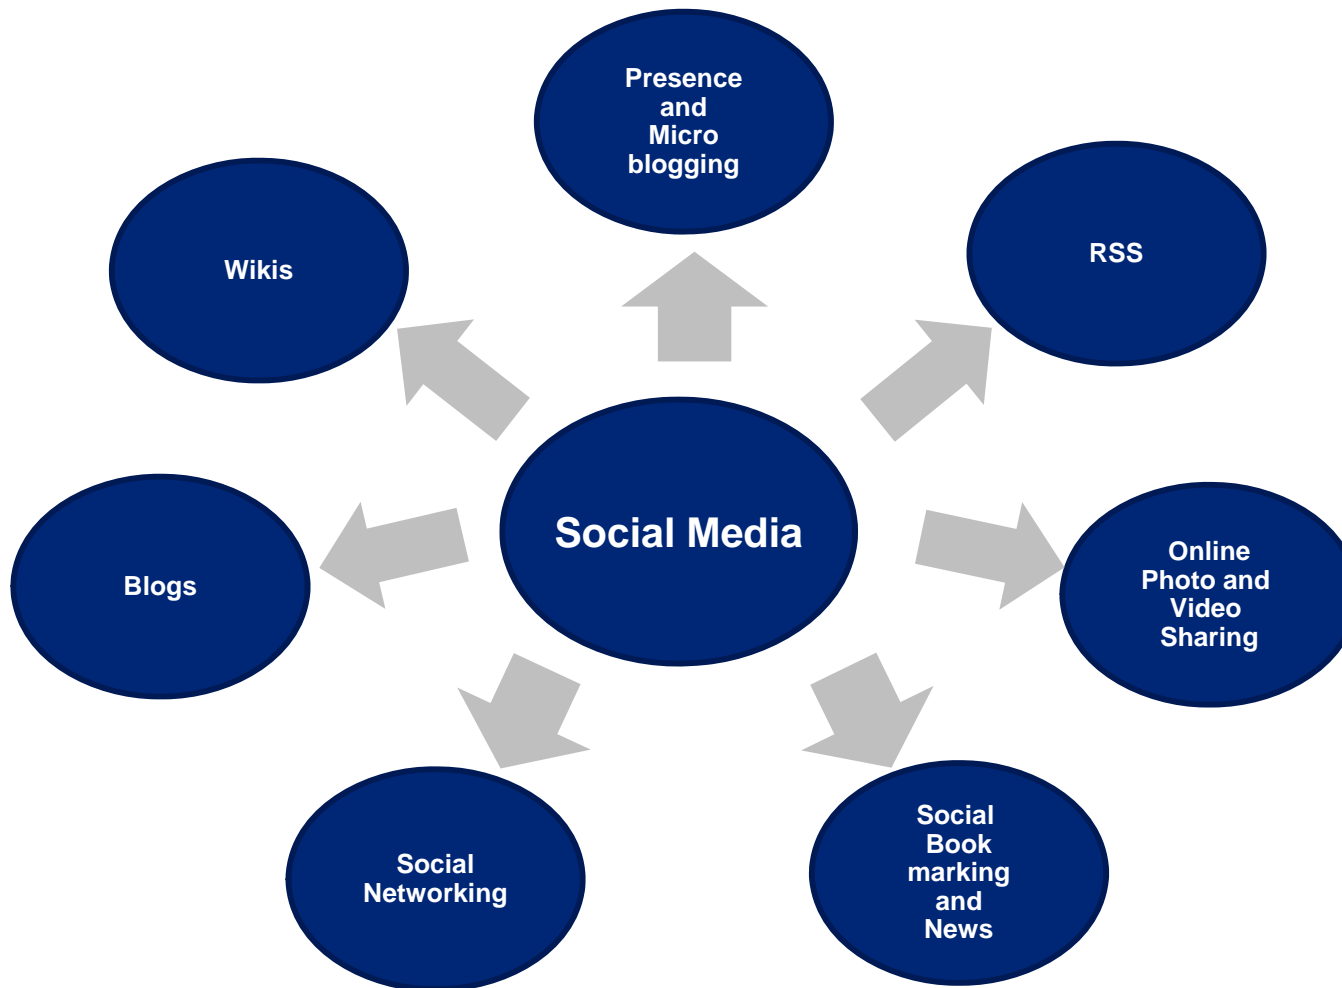 Presence
and
Micro
blogging
Wikis
RSS
Social Media
Blogs
Online
Photo and
Video
Sharing
Social
Networking
Social
Book
marking
and
News